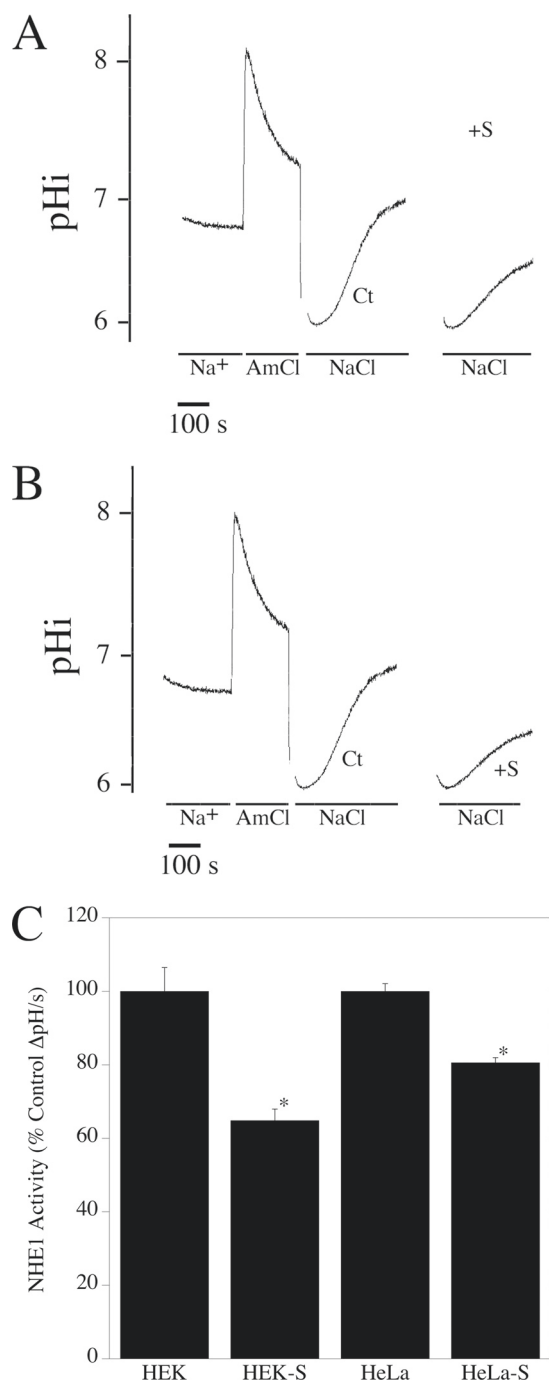 A
8
7
6
pHi
+S
Ct
Na+ AmCl NaCl NaCl
100 s
B
8
7
6
pHi
Ct
+S
Na+ AmCl NaCl NaCl
100 s
C
120
100
80
60
40
20
0
NHE1 Activity (% Control ΔpH/s)
*
*
HEK HEK-S HeLa HeLa-S